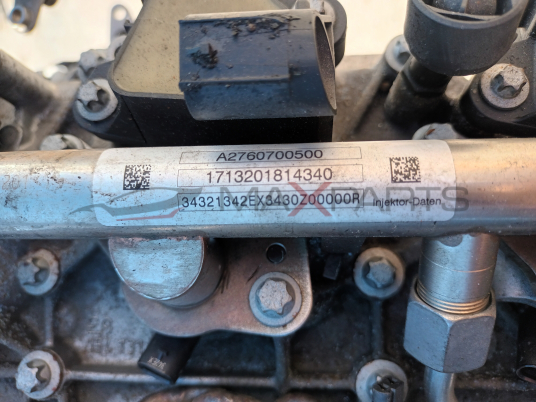 A2760700500
1713201814340
34321342EX3430Z00000R
Injektor-Daten
MAXPARTS